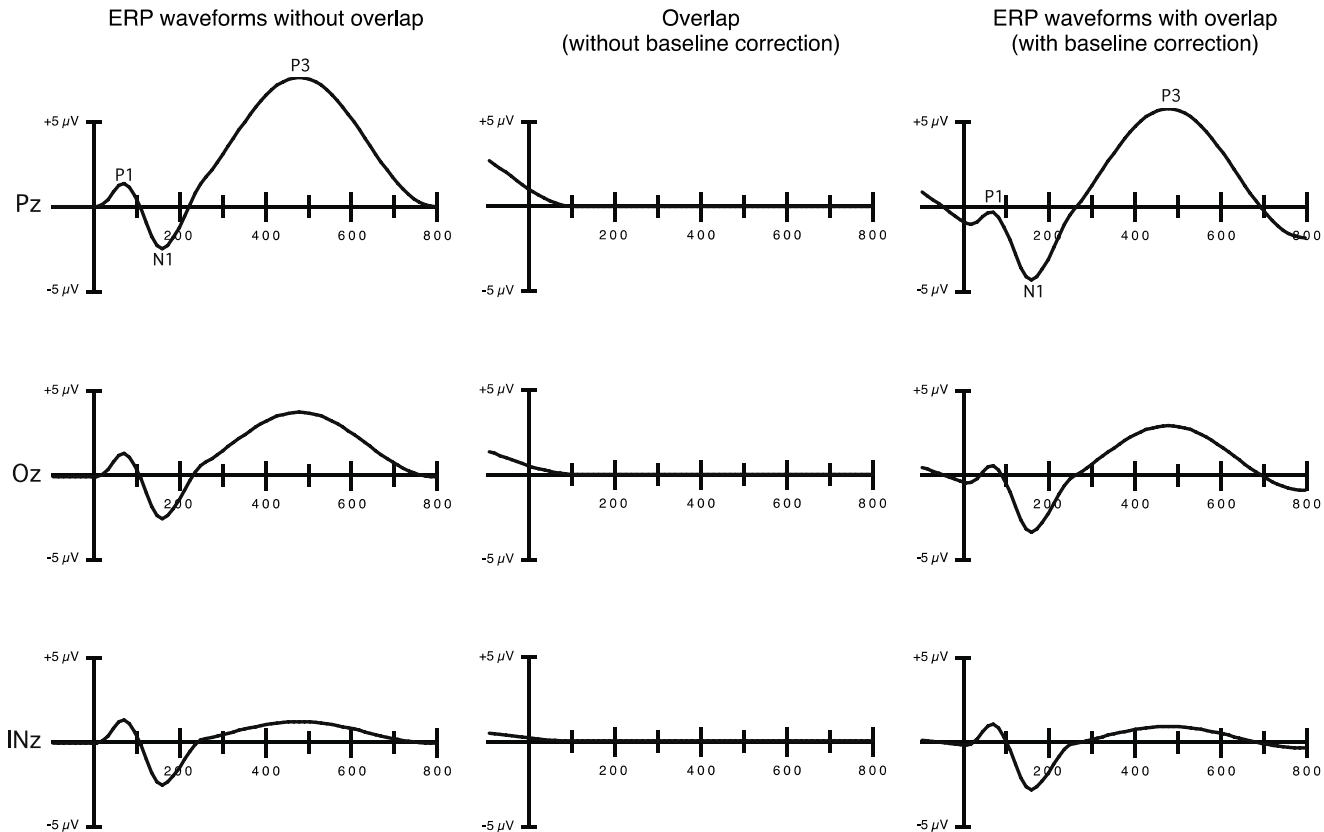 ERP waveforms without overlap
Overlap
(without baseline correction)
ERP waveforms with overlap
(with baseline correction)
Pz
+5 µV
-5 µV
P1
N1
P3
200 400 600 800
+5 µV
-5 µV
200 400 600 800
+5 µV
-5 µV
P1
N1
P3
200 400 600 800
Oz
+5 µV
-5 µV
200 400 600 800
+5 µV
-5 µV
200 400 600 800
+5 µV
-5 µV
200 400 600 800
INz
+5 µV
-5 µV
200 400 600 800
+5 µV
-5 µV
200 400 600 800
+5 µV
-5 µV
200 400 600 800